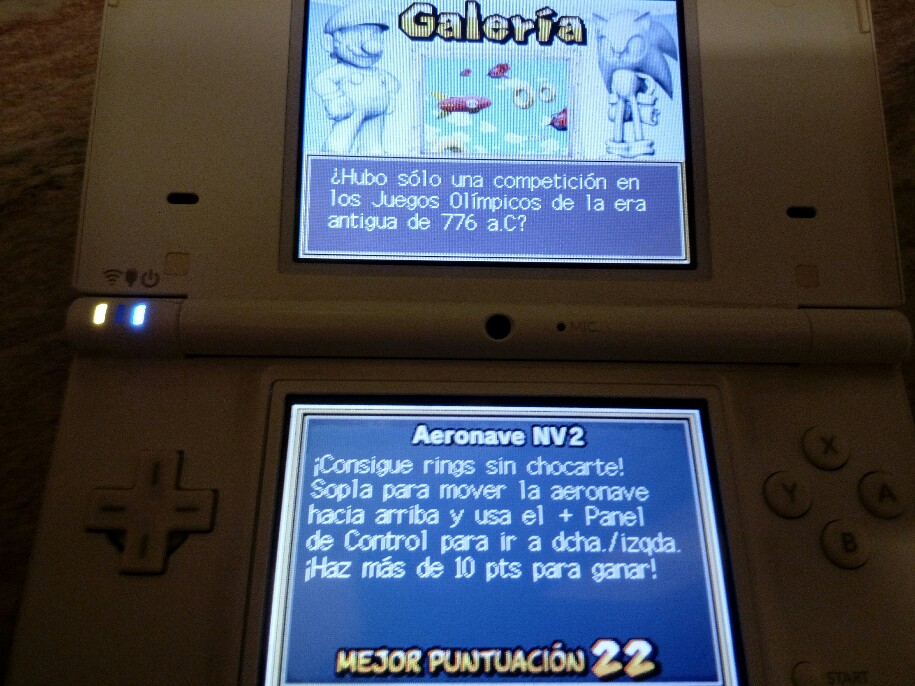 Galería
¿Hubo sólo una competición en
los Juegos Olímpicos de la era
antigua de 776 a.C?
MIC.
Aeronave NV2
¡Consigue rings sin chocarte!
Sopla para mover la aeronave
hacia arriba y usa el + Panel
de Control para ir a dcha./izqda.
¡Haz más de 10 pts para ganar!
MEJOR PUNTUACIÓN 22
X
Y
A
B
START